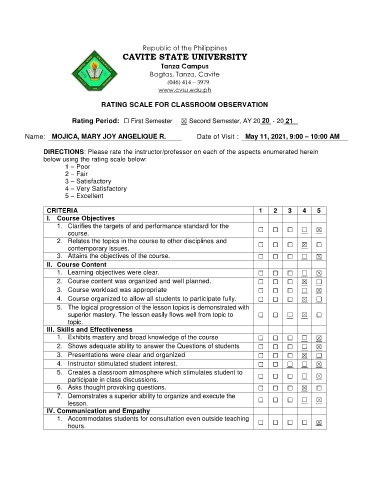 Republic of the Philippines
CAVITE STATE UNIVERSITY
Tanza Campus
Bagtas, Tanza, Cavite
(046) 414 – 3979
www.cvsu.edu.ph
RATING SCALE FOR CLASSROOM OBSERVATION
Rating Period: ☐ First Semester ☒ Second Semester, AY 20 20 - 20 21
Name: MOJICA, MARY JOY ANGELIQUE R. Date of Visit : May 11, 2021, 9:00 – 10:00 AM
DIRECTIONS: Please rate the instructor/professor on each of the aspects enumerated herein
below using the rating scale below:
1 – Poor
2 – Fair
3 – Satisfactory
4 – Very Satisfactory
5 – Excellent
CRITERIA 1 2 3 4 5
I. Course Objectives
1. Clarifies the targets of and performance standard for the
course. ☐ ☐ ☐ ☐ ☒
2. Relates the topics in the course to other disciplines and
contemporary issues. ☐ ☐ ☐ ☒ ☐
3. Attains the objectives of the course. ☐ ☐ ☐ ☐ ☒
II. Course Content
1. Learning objectives were clear. ☐ ☐ ☐ ☐ ☒
2. Course content was organized and well planned. ☐ ☐ ☐ ☒ ☐
3. Course workload was appropriate ☐ ☐ ☐ ☐ ☒
4. Course organized to allow all students to participate fully. ☐ ☐ ☐ ☒ ☐
5. The logical progression of the lesson topics is demonstrated with
superior mastery. The lesson easily flows well from topic to
topic. ☐ ☐ ☐ ☒ ☐
III. Skills and Effectiveness
1. Exhibits mastery and broad knowledge of the course ☐ ☐ ☐ ☐ ☒
2. Shows adequate ability to answer the Questions of students ☐ ☐ ☐ ☐ ☒
3. Presentations were clear and organized ☐ ☐ ☐ ☒ ☐
4. Instructor stimulated student interest. ☐ ☐ ☐ ☐ ☒
5. Creates a classroom atmosphere which stimulates student to
participate in class discussions. ☐ ☐ ☐ ☐ ☒
6. Asks thought provoking questions. ☐ ☐ ☐ ☒ ☐
7. Demonstrates a superior ability to organize and execute the
lesson. ☐ ☐ ☐ ☐ ☒
IV. Communication and Empathy
1. Accommodates students for consultation even outside teaching
hours. ☐ ☐ ☐ ☐ ☒